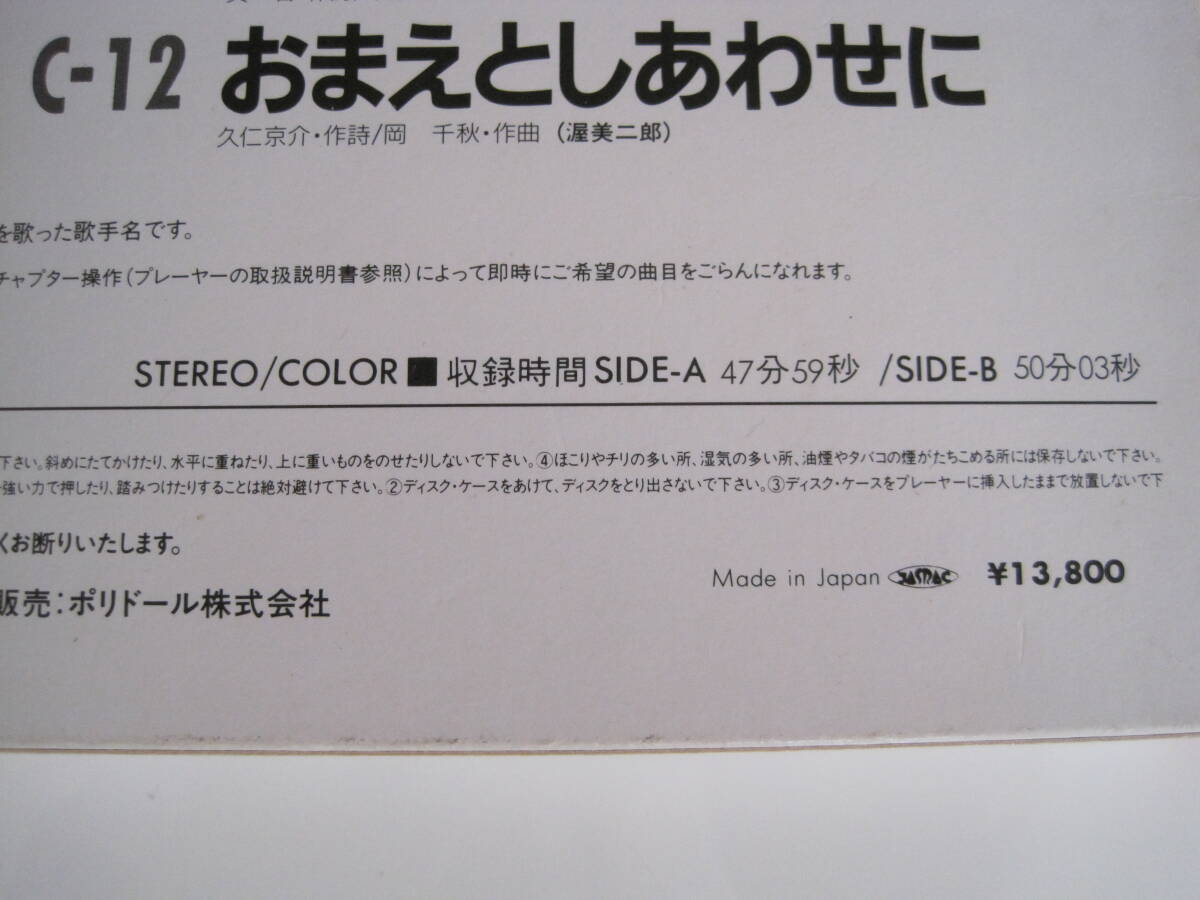 C-12 おまえとしあわせに
久仁京介・作詩/岡 千秋・作曲 (渥美二郎)
を歌った歌手名です。
チャプター操作(プレーヤーの取扱説明書参照)によって即時にご希望の曲目をごらんになれます。
STEREO/COLOR■収録時間 SIDE-A 47分59秒 /SIDE-B 50分03秒
下さい。斜めにたてかけたり、水平に重ねたり、上に重いものをのせたりしないで下さい。④ほこりやチリの多い所、湿気の多い所、油煙やタバコの煙がたちこめる所には保存しないで下さい。
強い力で押したり、踏みつけたりすることは絶対避けて下さい。②ディスク・ケースをあけて、ディスクをとり出さないで下さい。③ディスク・ケースをプレーヤーに挿入したままで放置しないで下
くお断りいたします。
販売:ポリドール株式会社
Made in Japan JASMAC ¥13,800